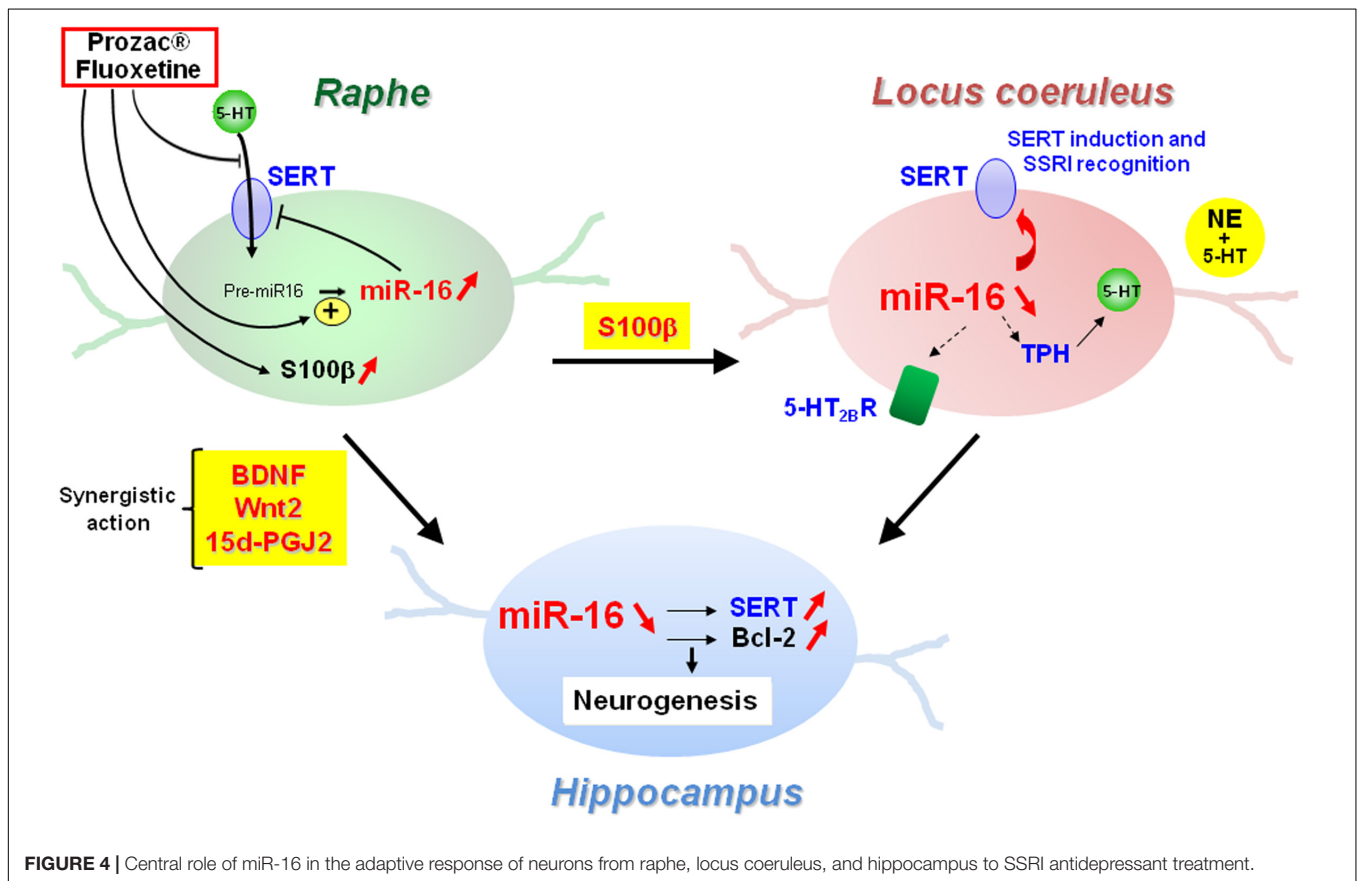 Prozac®
Fluoxetine
Raphe
5-HT
SERT
Pre-miR16
miR-16
+
S100β
S100β
Locus coeruleus
SERT induction and
SSRI recognition
SERT
NE
+
5-HT
miR-16
5-HT
TPH
5-HT2BR
Synergistic
action
BDNF
Wnt2
15d-PGJ2
miR-16
SERT
Bcl-2
Neurogenesis
Hippocampus
FIGURE 4 | Central role of miR-16 in the adaptive response of neurons from raphe, locus coeruleus, and hippocampus to SSRI antidepressant treatment.